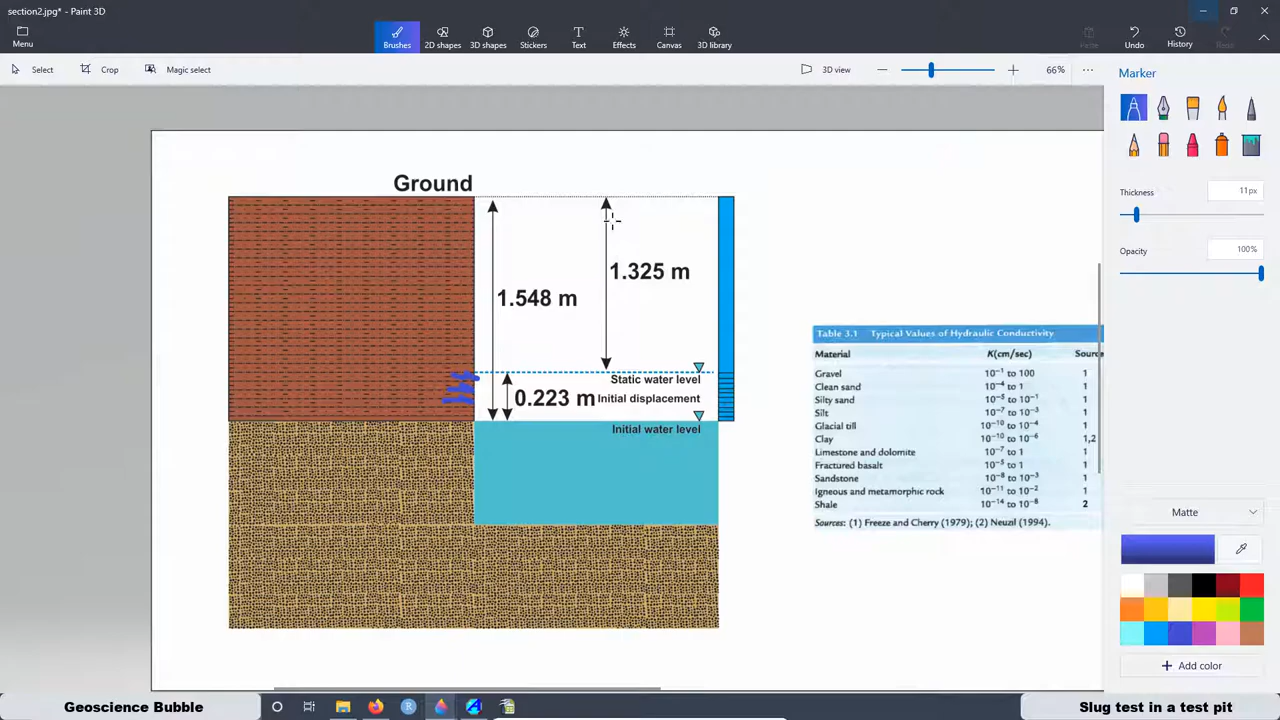 section2.jpg* - Paint 3D
Menu
Brushes
2D shapes
3D shapes
Stickers
Text
Effects
Canvas
3D library
Paste
Undo
History
Redo
Select
Crop
Magic select
3D view
66%
Marker
Thickness
11px
Opacity
100%
Matte
Add color
Ground
1.325 m
1.548 m
Static water level
0.223 m Initial displacement
Initial water level
Table 3.1 Typical Values of Hydraulic Conductivity
Material K(cm/sec) Source
Gravel 10⁻¹ to 100 1
Clean sand 10⁻⁴ to 1 1
Silty sand 10⁻⁵ to 10⁻¹ 1
Silt 10⁻⁷ to 10⁻³ 1
Glacial till 10⁻¹⁰ to 10⁻⁴ 1
Clay 10⁻¹⁰ to 10⁻⁶ 1,2
Limestone and dolomite 10⁻⁷ to 1 1
Fractured basalt 10⁻⁵ to 1 1
Sandstone 10⁻⁸ to 10⁻³ 1
Igneous and metamorphic rock 10⁻¹¹ to 10⁻² 1
Shale 10⁻¹⁴ to 10⁻⁸ 2
Sources: (1) Freeze and Cherry (1979); (2) Neuzil (1994).
Geoscience Bubble
Slug test in a test pit